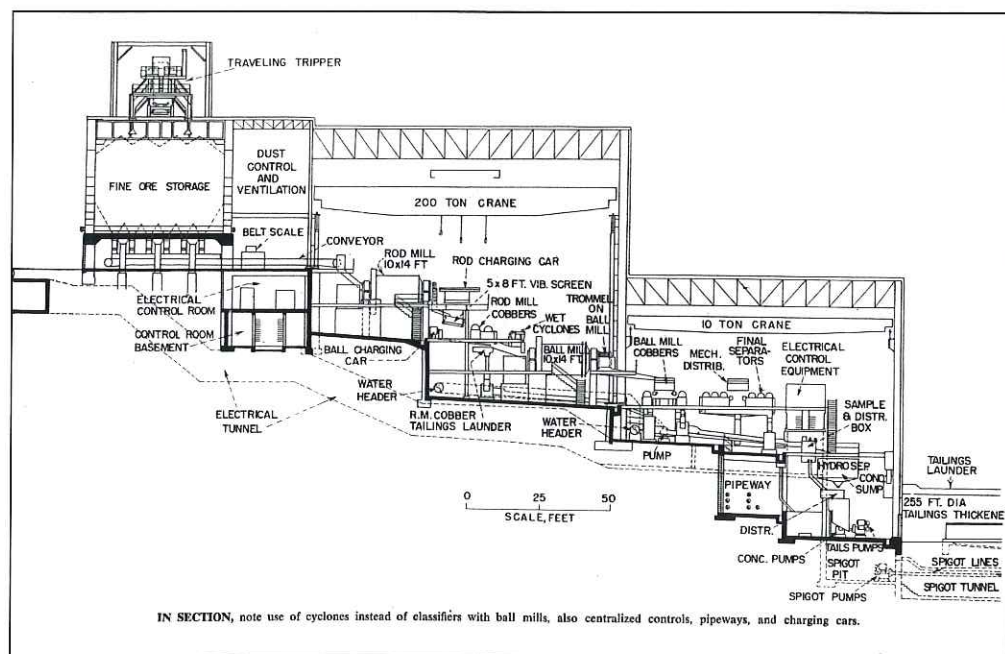 TRAVELING TRIPPER
DUST
CONTROL
AND
VENTILATION
FINE ORE STORAGE
200 TON CRANE
BELT SCALE
CONVEYOR
ROD MILL
10x14 FT
ROD CHARGING CAR
5 x 8 FT. VIB. SCREEN
ROD MILL
COBBERS
WET
CYCLONES
TROMMEL
ON
BALL
MILL
10 TON CRANE
ELECTRICAL
CONTROL ROOM
CONTROL ROOM
BASEMENT
BALL CHARGING
CAR
BALL MILL
10x14 FT
BALL MILL
COBBERS
MECH.
DISTRIB.
FINAL
SEPARA-
TORS
ELECTRICAL
CONTROL
EQUIPMENT
WATER
HEADER
ELECTRICAL
TUNNEL
R.M. COBBER
TAILINGS LAUNDER
WATER
HEADER
PUMP
SAMPLE
& DISTR.
BOX
HYDROSER
CONC.
SUMP
TAILINGS
LAUNDER
PIPEWAY
255 FT. DIA
TAILINGS THICKENE
0 25 50
SCALE, FEET
DISTR.
CONC. PUMPS
TAILS PUMPS
SPIGOT
PIT
SPIGOT LINES
SPIGOT TUNNEL
SPIGOT PUMPS
IN SECTION, note use of cyclones instead of classifiers with ball mills, also centralized controls, pipeways, and charging cars.